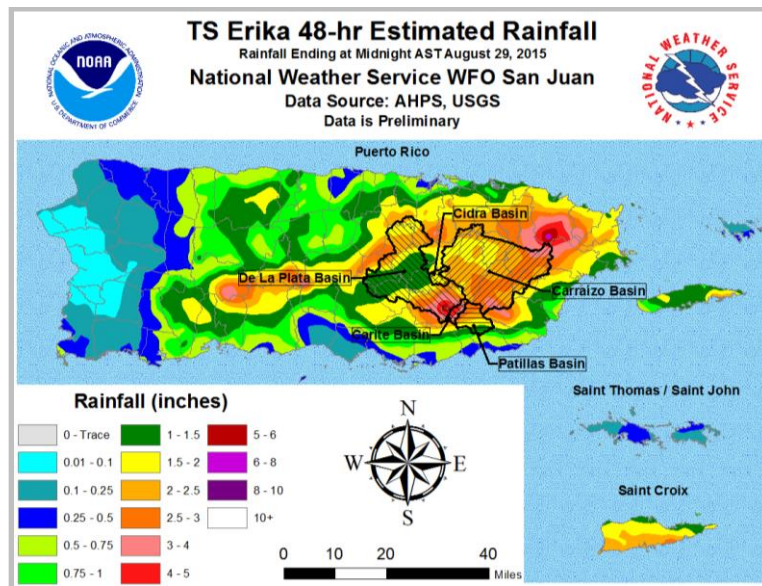 TS Erika 48-hr Estimated Rainfall
Rainfall Ending at Midnight AST August 29, 2015
National Weather Service WFO San Juan
Data Source: AHPS, USGS
Data is Preliminary
NATIONAL OCEANIC AND ATMOSPHERIC ADMINISTRATION
NOAA
U.S. DEPARTMENT OF COMMERCE
NATIONAL WEATHER SERVICE
Puerto Rico
Cidra Basin
De La Plata Basin
Carraizo Basin
Carite Basin
Patillas Basin
Saint Thomas / Saint John
Saint Croix
Rainfall (inches)
0 - Trace
0.01 - 0.1
0.1 - 0.25
0.25 - 0.5
0.5 - 0.75
0.75 - 1
1 - 1.5
1.5 - 2
2 - 2.5
2.5 - 3
3 - 4
4 - 5
5 - 6
6 - 8
8 - 10
10+
N
W E
S
0 10 20 40
Miles